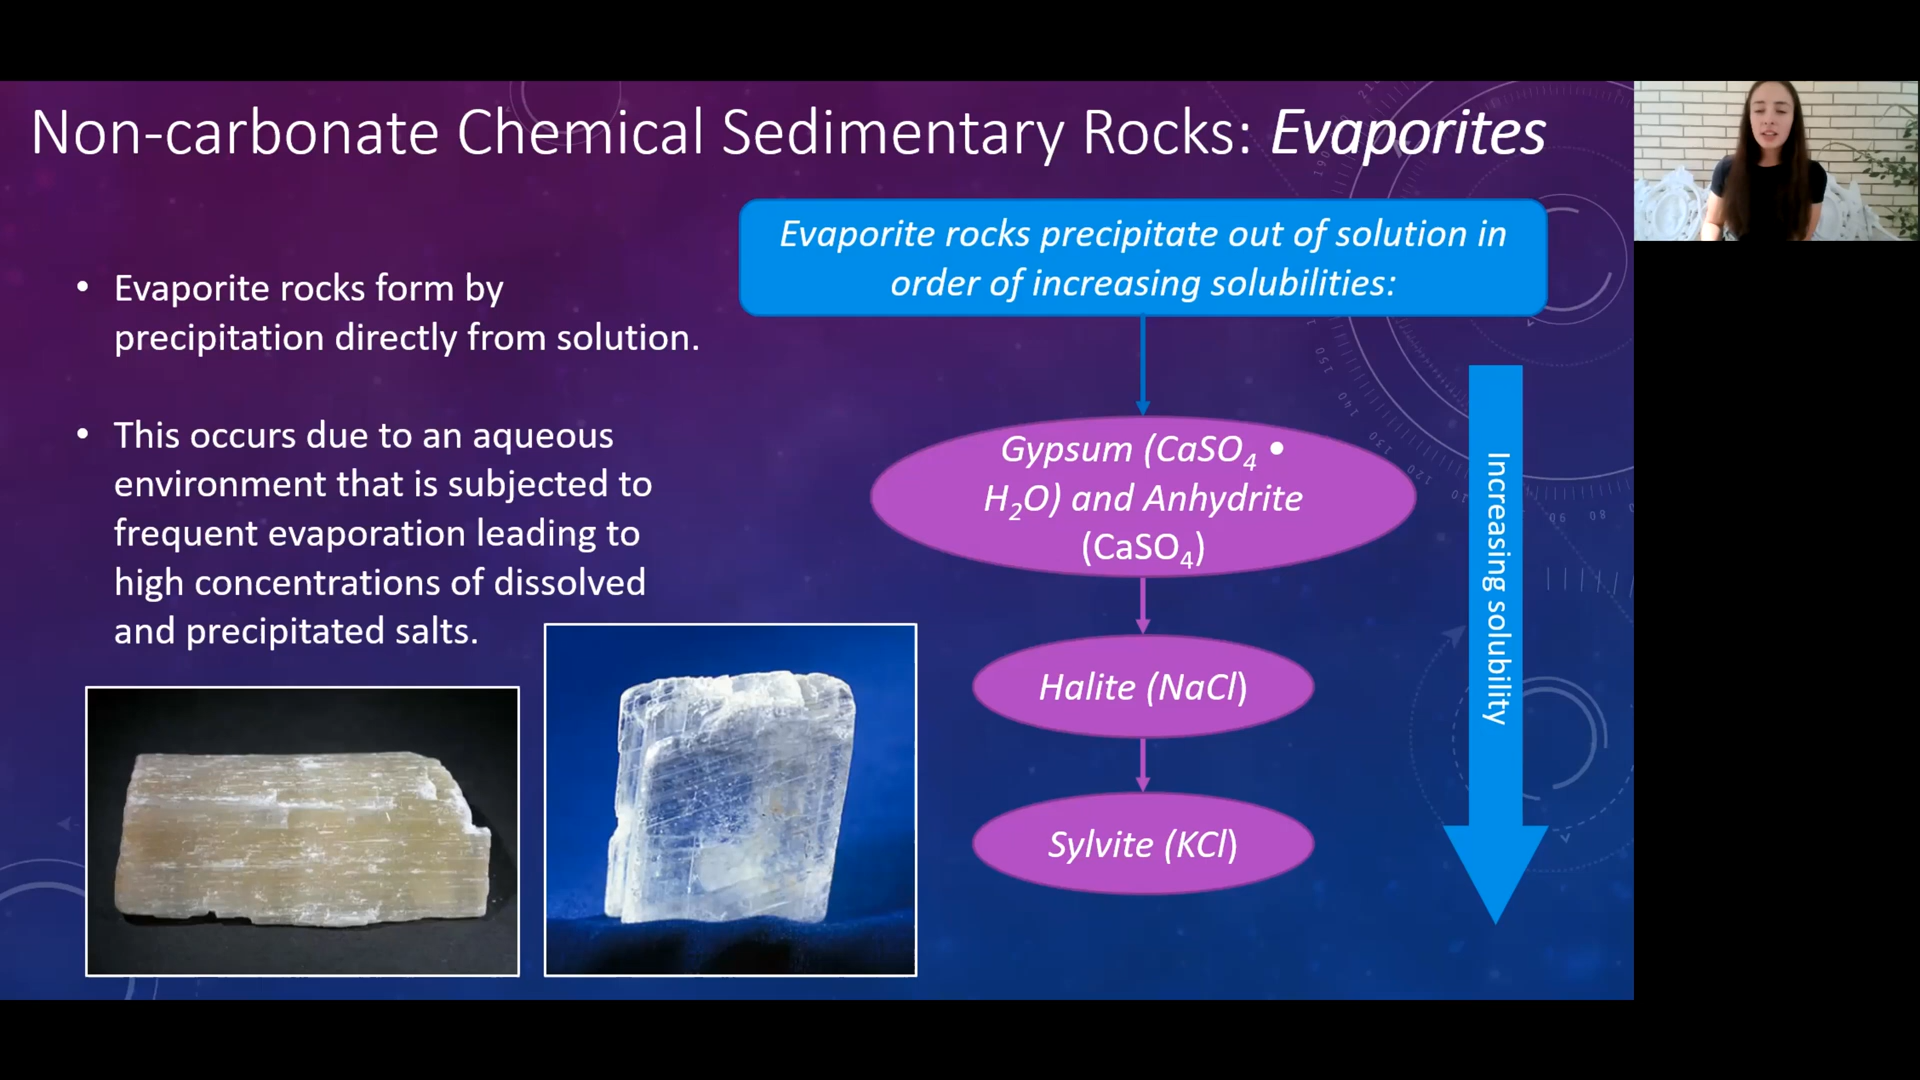 Non-carbonate Chemical Sedimentary Rocks: Evaporites
• Evaporite rocks form by
precipitation directly from solution.
• This occurs due to an aqueous
environment that is subjected to
frequent evaporation leading to
high concentrations of dissolved
and precipitated salts.
Evaporite rocks precipitate out of solution in
order of increasing solubilities:
Gypsum (CaSO₄ •
H₂O) and Anhydrite
(CaSO₄)
Halite (NaCl)
Sylvite (KCl)
Increasing solubility